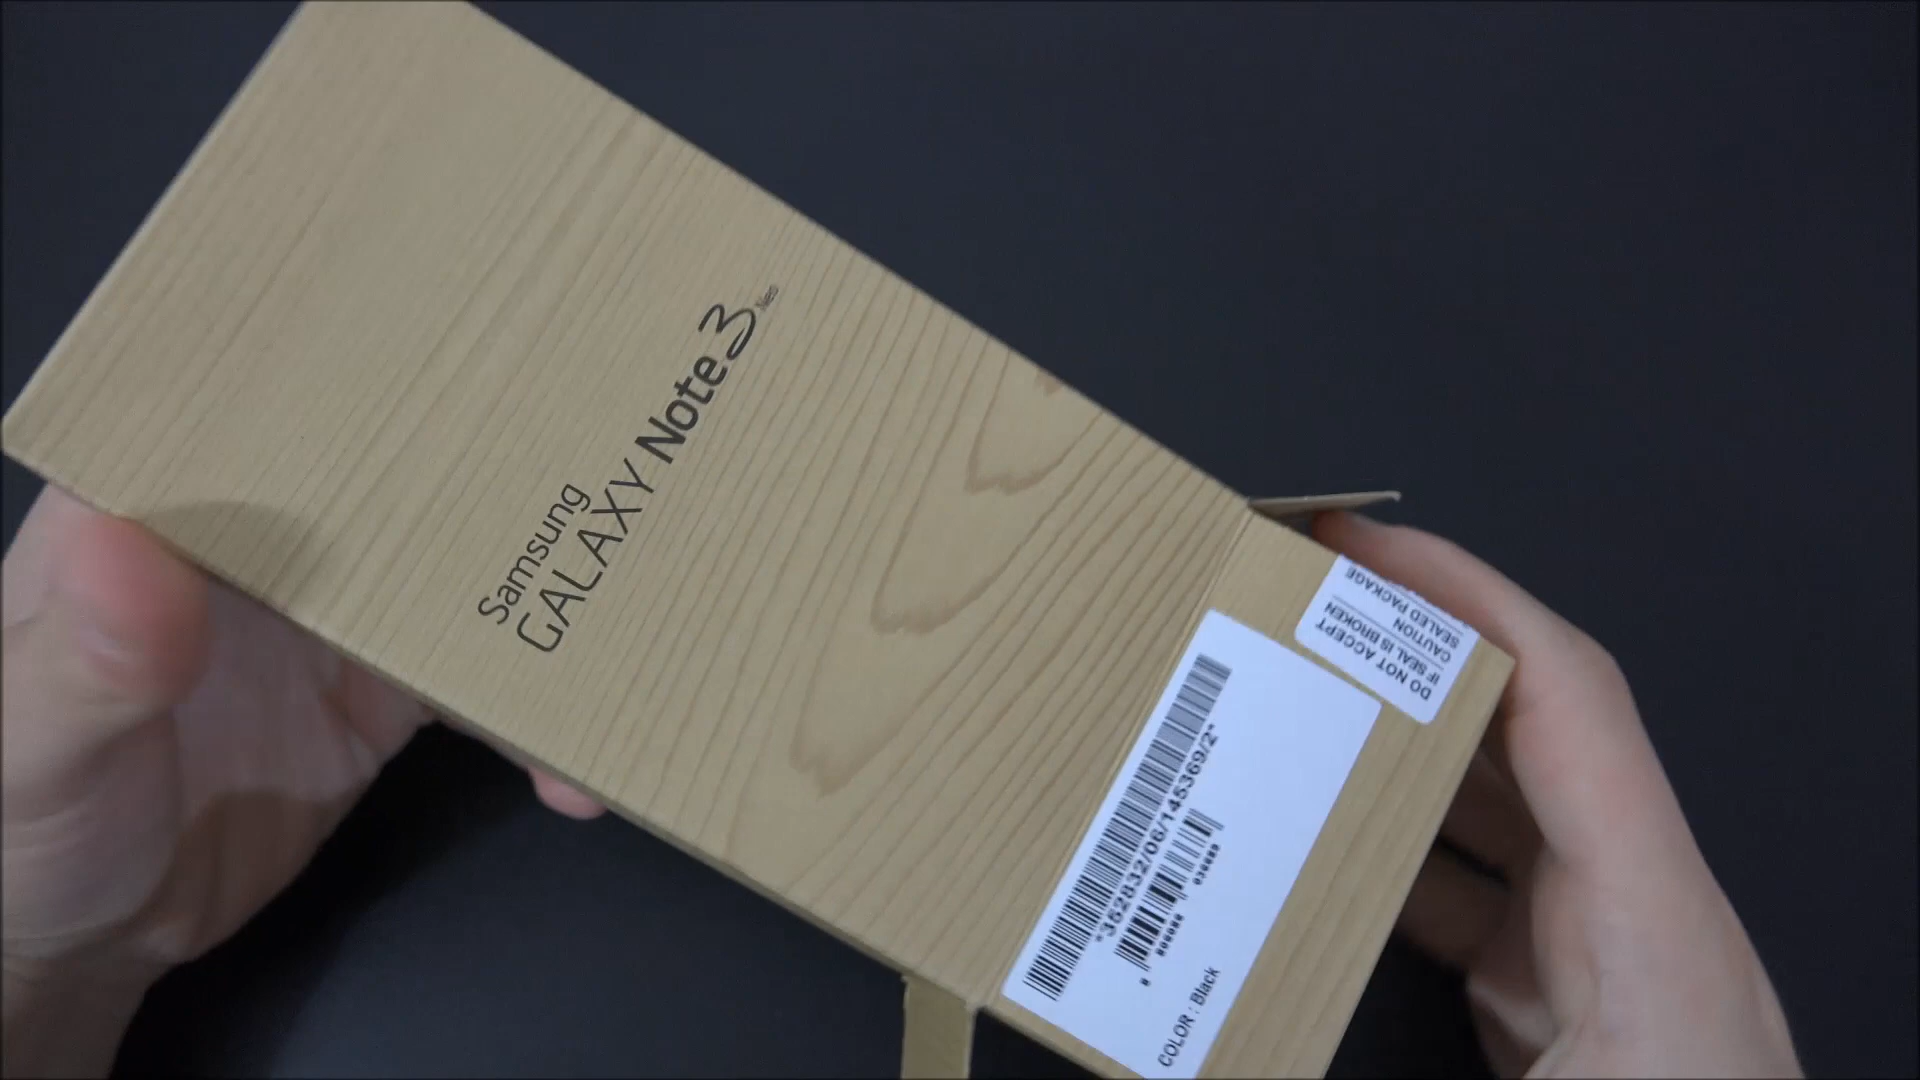 Samsung
GALAXY Note 3 Neo
*352832/06/145369/2*
COLOR : Black
DO NOT ACCEPT
IF SEAL IS BROKEN
CAUTION
SEALED PACKAGE